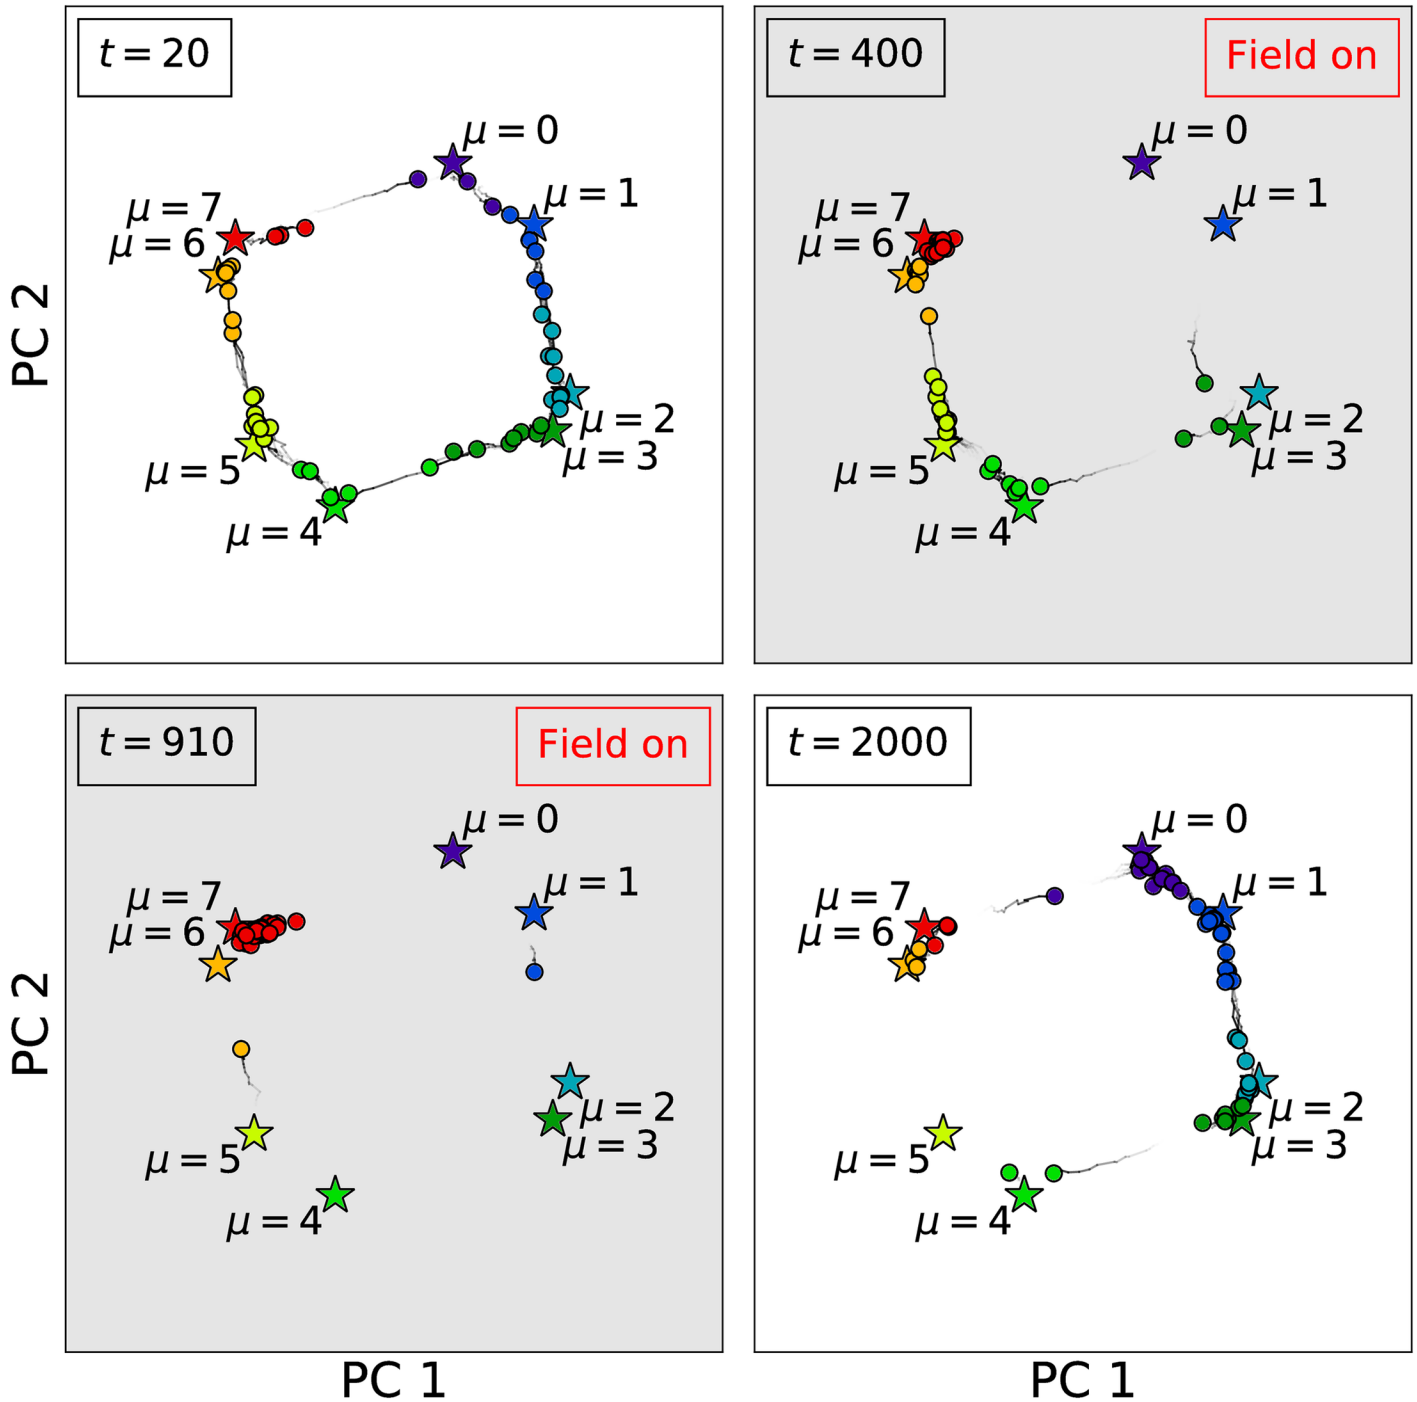 t = 20
μ = 0
μ = 1
μ = 7
μ = 6
μ = 2
μ = 3
μ = 5
μ = 4
PC 2
t = 400
Field on
μ = 0
μ = 1
μ = 7
μ = 6
μ = 2
μ = 3
μ = 5
μ = 4
t = 910
Field on
μ = 0
μ = 1
μ = 7
μ = 6
μ = 2
μ = 3
μ = 5
μ = 4
PC 2
PC 1
t = 2000
μ = 0
μ = 1
μ = 7
μ = 6
μ = 2
μ = 3
μ = 5
μ = 4
PC 1